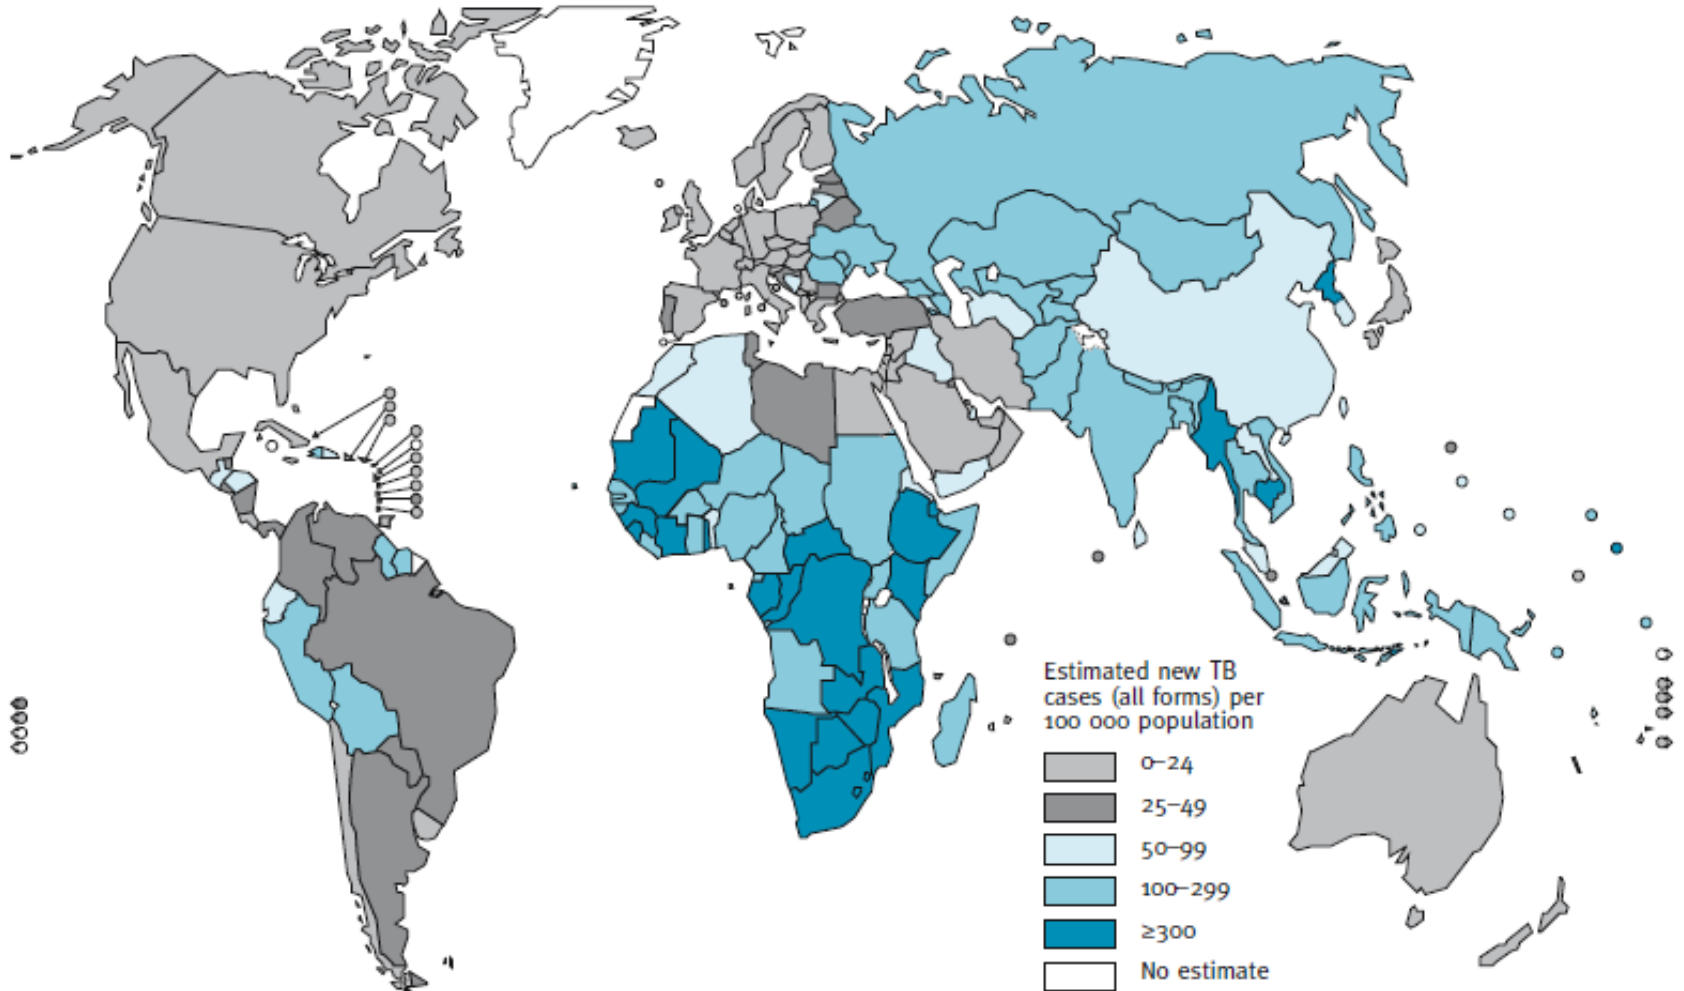 Estimated new TB
cases (all forms) per
100 000 population
0–24
25–49
50–99
100–299
≥300
No estimate